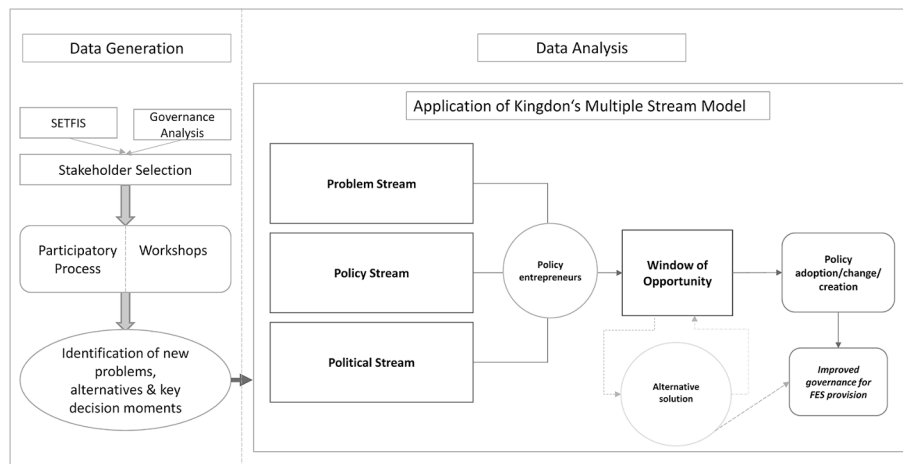 Data Generation
SETFIS
Governance
Analysis
Stakeholder Selection
Participatory
Process
Workshops
Identification of new
problems,
alternatives & key
decision moments
Data Analysis
Application of Kingdon‘s Multiple Stream Model
Problem Stream
Policy Stream
Political Stream
Policy
entrepreneurs
Window of
Opportunity
Alternative
solution
Policy
adoption/change/
creation
Improved
governance for
FES provision